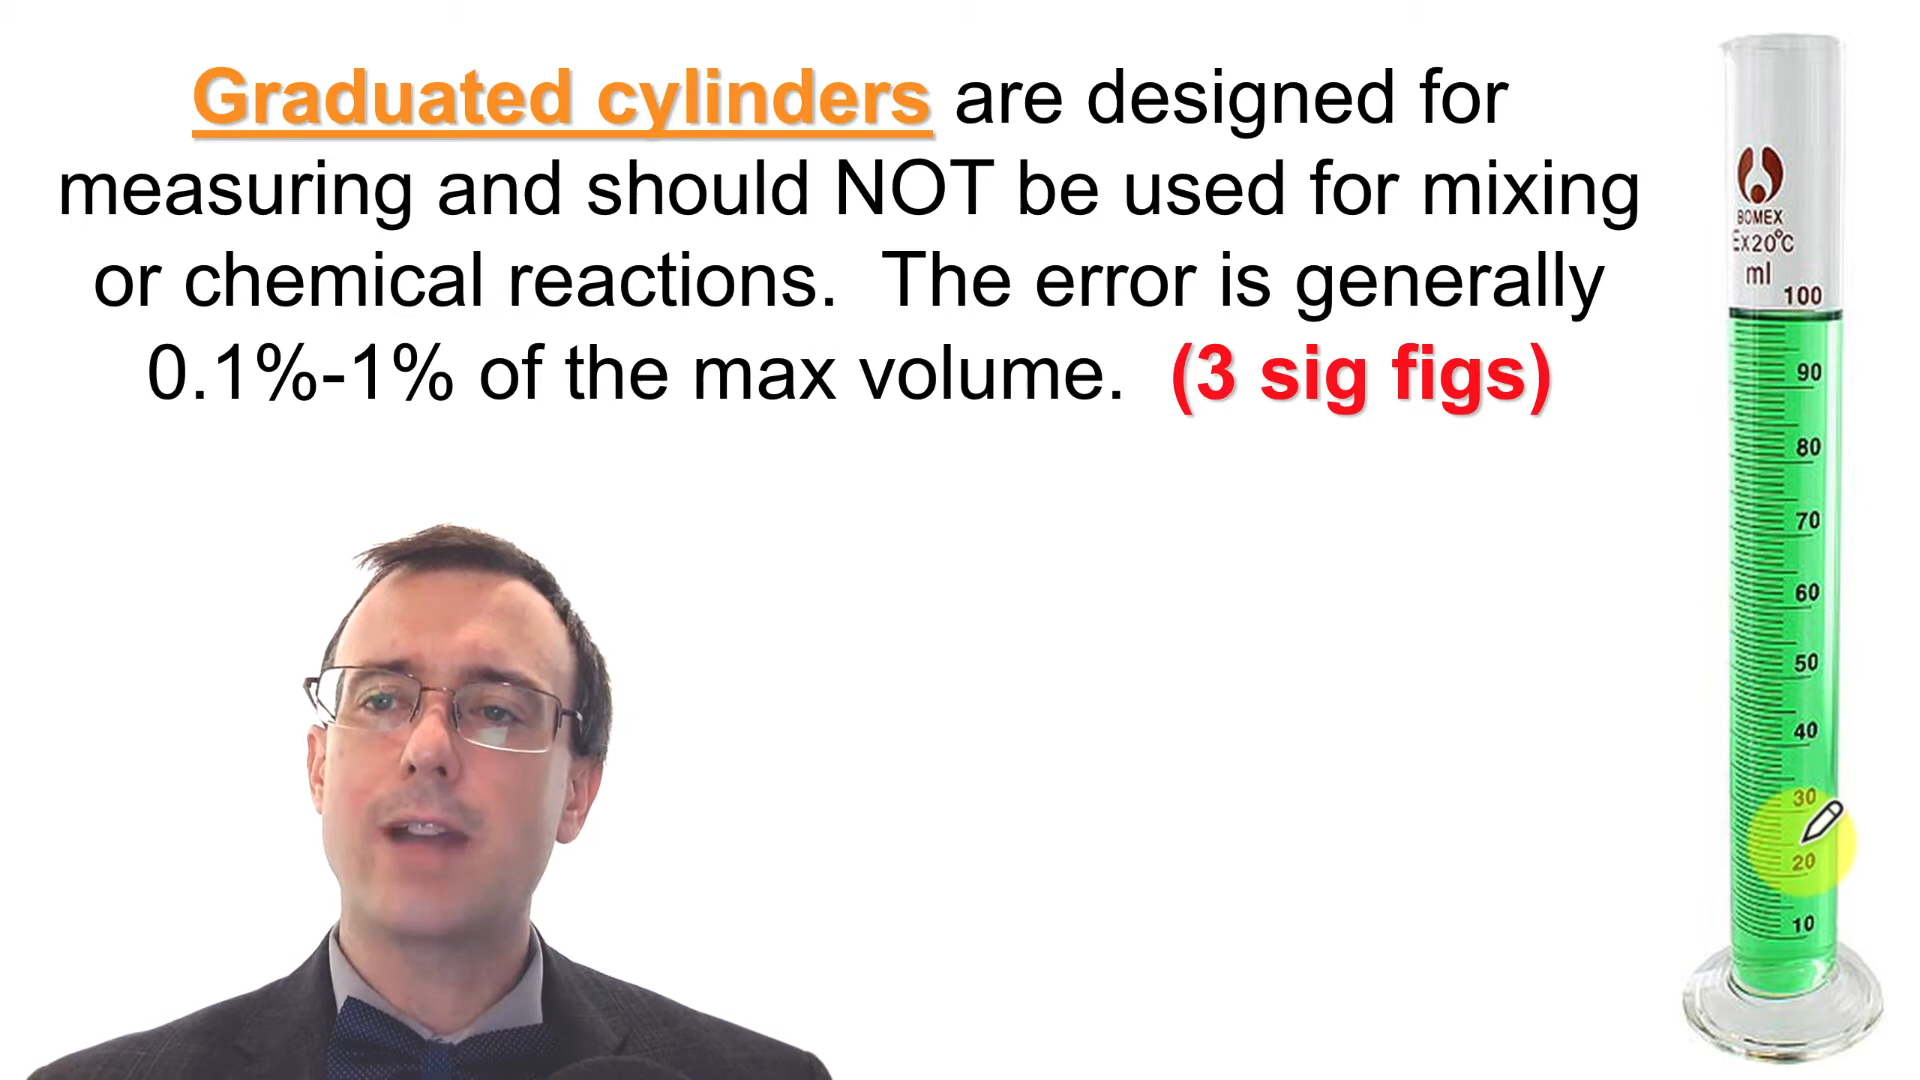 Graduated cylinders are designed for
measuring and should NOT be used for mixing
or chemical reactions.  The error is generally
0.1%-1% of the max volume.  (3 sig figs)
BOMEX
Ex20°C
ml
100
90
80
70
60
50
40
30
20
10